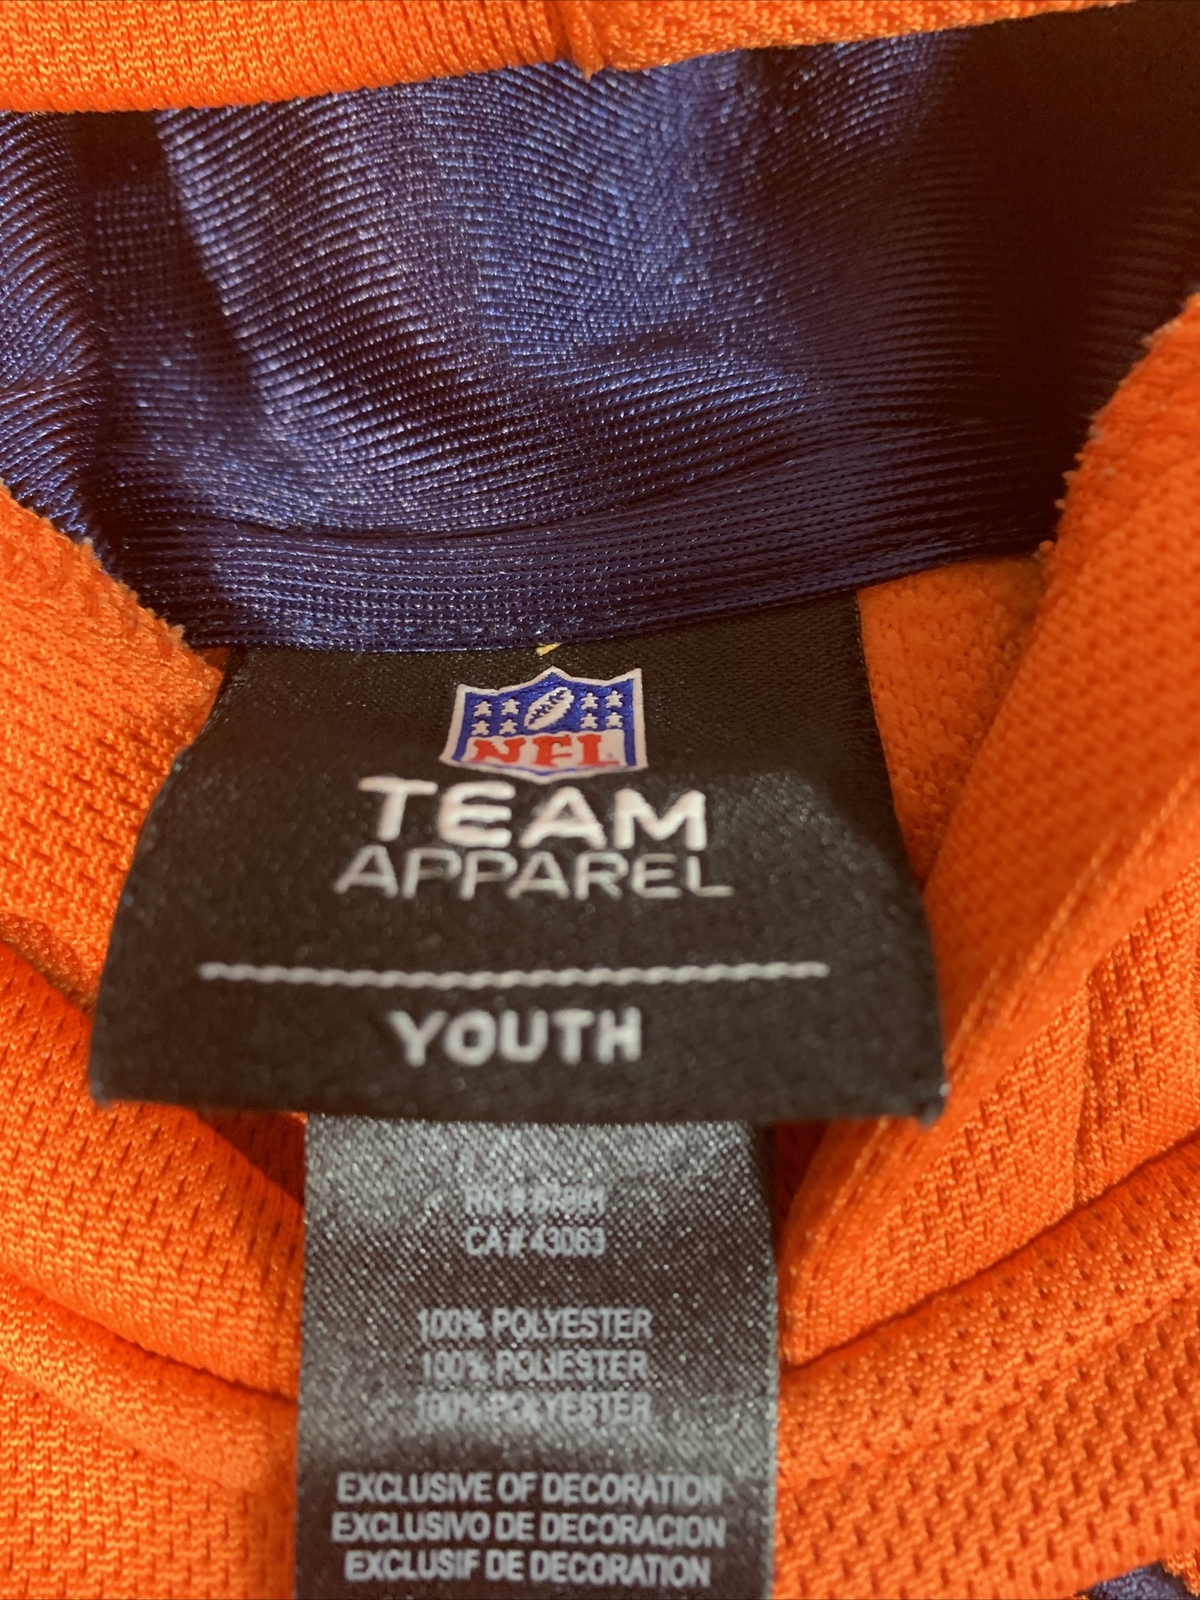 NFL
TEAM
APPAREL
YOUTH
RN #
CA# 43063
100% POLYESTER
100% POLIESTER
100% POLYESTER
EXCLUSIVE OF DECORATION
EXCLUSIVO DE DECORACION
EXCLUSIF DE DECORATION